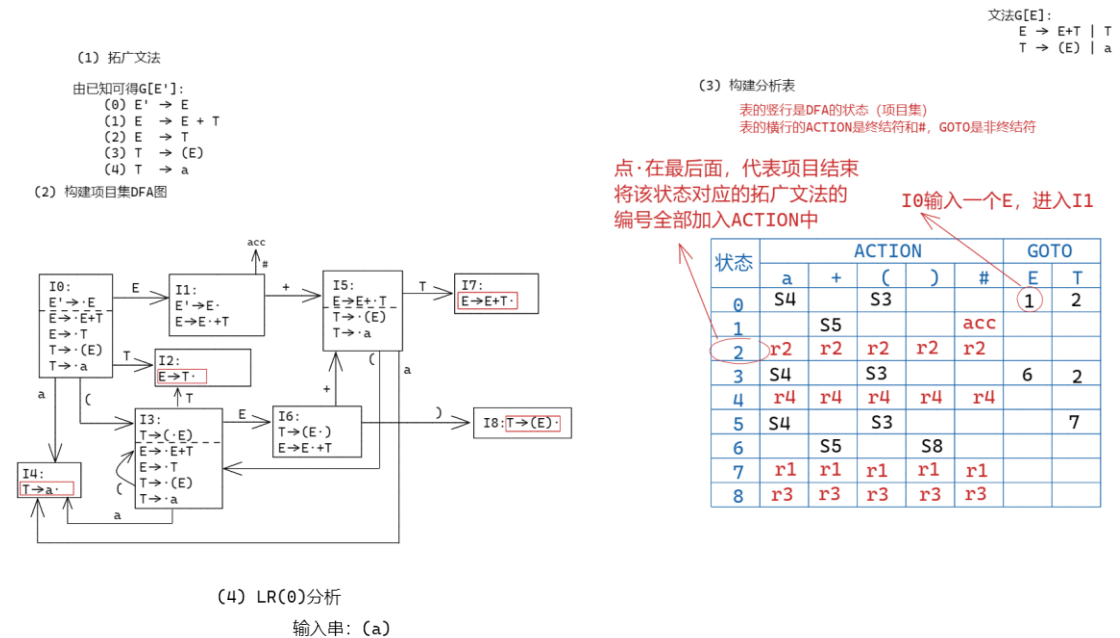 文法G[E]:
E → E+T | T
T → (E) | a
(1) 拓广文法
由已知可得G[E']:
(0) E' → E
(1) E → E + T
(2) E → T
(3) T → (E)
(4) T → a
(2) 构建项目集DFA图
acc
#
I0:
E'→·E
E→·E+T
E→·T
T→·(E)
T→·a
E
I1:
E'→E·
E→E·+T
+
I5:
E→E+·T
T→·(E)
T→·a
T
I7:
E→E+T·
T
I2:
E→T·
T
a
(
I3:
T→(·E)
E→·E+T
E→·T
T→·(E)
T→·a
(
E
I6:
T→(E·)
E→E·+T
+
(
a
)
I8:T→(E)·
I4:
T→a·
a
(3) 构建分析表
表的竖行是DFA的状态（项目集）
表的横行的ACTION是终结符和#，GOTO是非终结符
点·在最后面，代表项目结束
将该状态对应的拓广文法的
编号全部加入ACTION中
I0输入一个E，进入I1
状态 ACTION GOTO
a + ( ) # E T
0 S4 S3 1 2
1 S5 acc
2 r2 r2 r2 r2 r2
3 S4 S3 6 2
4 r4 r4 r4 r4 r4
5 S4 S3 7
6 S5 S8
7 r1 r1 r1 r1 r1
8 r3 r3 r3 r3 r3
(4) LR(0)分析
输入串: (a)